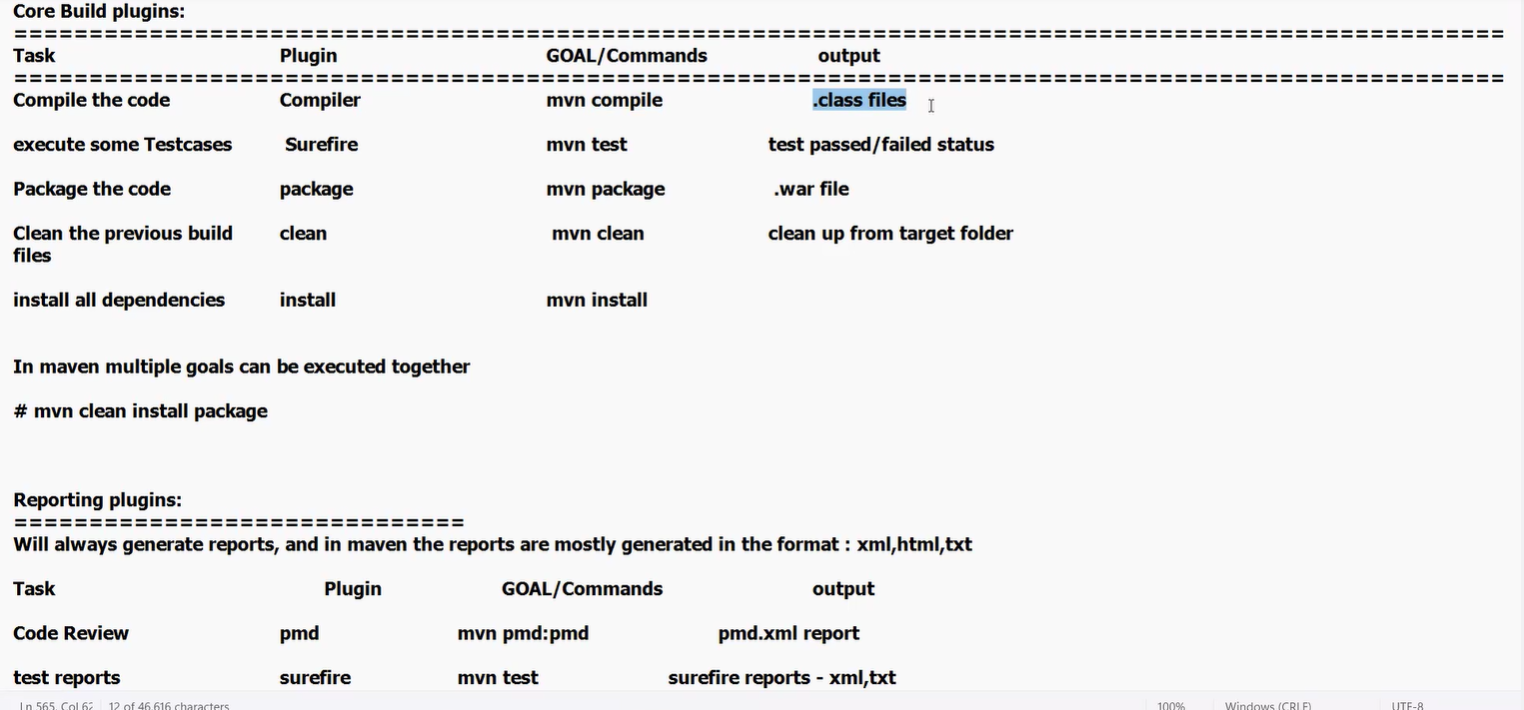 Core Build plugins:
===================================================================================================
Task Plugin GOAL/Commands output
===================================================================================================
Compile the code Compiler mvn compile .class files
execute some Testcases Surefire mvn test test passed/failed status
Package the code package mvn package .war file
Clean the previous build clean mvn clean clean up from target folder
files
install all dependencies install mvn install
In maven multiple goals can be executed together
# mvn clean install package
Reporting plugins:
==============================
Will always generate reports, and in maven the reports are mostly generated in the format : xml,html,txt
Task Plugin GOAL/Commands output
Code Review pmd mvn pmd:pmd pmd.xml report
test reports surefire mvn test surefire reports - xml,txt
Ln 565, Col 62 12 of 46,616 characters 100% Windows (CRLF) UTF-8